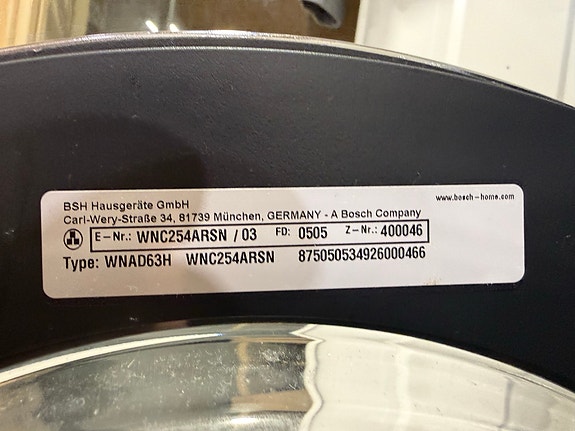 BSH Hausgeräte GmbH
www.bosch-home.com
Carl-Wery-Straße 34, 81739 München, GERMANY - A Bosch Company
E-Nr.: WNC254ARSN / 03 FD: 0505 Z-Nr.: 400046
Type: WNAD63H WNC254ARSN 875050534926000466